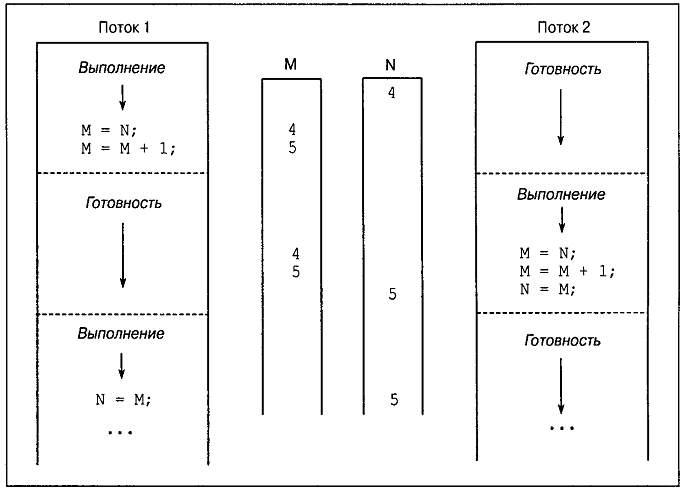 Поток 1
Поток 2
M
N
Выполнение
Готовность
4
M = N;
4
M = M + 1;
5
Готовность
Выполнение
4
M = N;
5
M = M + 1;
5
N = M;
Выполнение
Готовность
N = M;
5
...
...